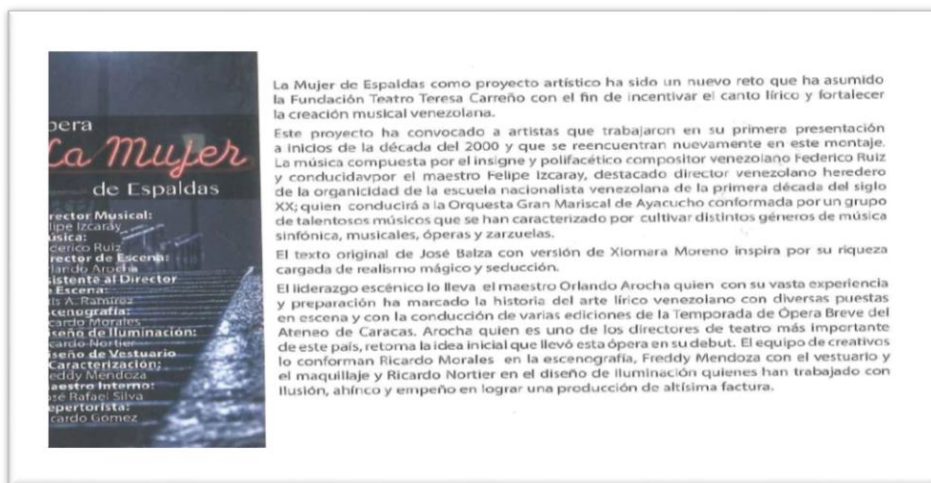 pera
La Mujer
de Espaldas
rector Musical:
lipe Izcaray
úsica:
derico Ruiz
rector de Escena:
lando Arocha
sistente al Director
Escena:
is A. Ramírez
cenografía:
cardo Morales
seño de Iluminación:
cardo Nortier
seño de Vestuario
Caracterización:
eddy Mendoza
aestro Interno:
sé Rafael Silva
epertorista:
cardo Gómez
La Mujer de Espaldas como proyecto artístico ha sido un nuevo reto que ha asumido
la Fundación Teatro Teresa Carreño con el fin de incentivar el canto lírico y fortalecer
la creación musical venezolana.
Este proyecto ha convocado a artistas que trabajaron en su primera presentación
a inicios de la década del 2000 y que se reencuentran nuevamente en este montaje.
La música compuesta por el insigne y polifacético compositor venezolano Federico Ruiz
y conducidavpor el maestro Felipe Izcaray, destacado director venezolano heredero
de la organicidad de la escuela nacionalista venezolana de la primera década del siglo
XX; quien conducirá a la Orquesta Gran Mariscal de Ayacucho conformada por un grupo
de talentosos músicos que se han caracterizado por cultivar distintos géneros de música
sinfónica, musicales, óperas y zarzuelas.
El texto original de José Balza con versión de Xiomara Moreno inspira por su riqueza
cargada de realismo mágico y seducción.
El liderazgo escénico lo lleva el maestro Orlando Arocha quien con su vasta experiencia
y preparación ha marcado la historia del arte lírico venezolano con diversas puestas
en escena y con la conducción de varias ediciones de la Temporada de Ópera Breve del
Ateneo de Caracas. Arocha quien es uno de los directores de teatro más importante
de este país, retoma la idea inicial que llevó esta ópera en su debut. El equipo de creativos
lo conforman Ricardo Morales en la escenografía, Freddy Mendoza con el vestuario y
el maquillaje y Ricardo Nortier en el diseño de iluminación quienes han trabajado con
ilusión, ahínco y empeño en lograr una producción de altísima factura.